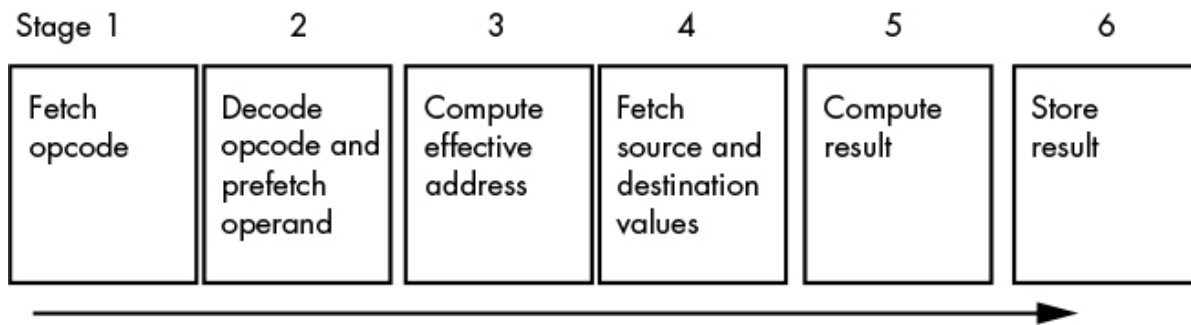 Stage 1 2 3 4 5 6
Fetch
opcode
Decode
opcode and
prefetch
operand
Compute
effective
address
Fetch
source and
destination
values
Compute
result
Store
result